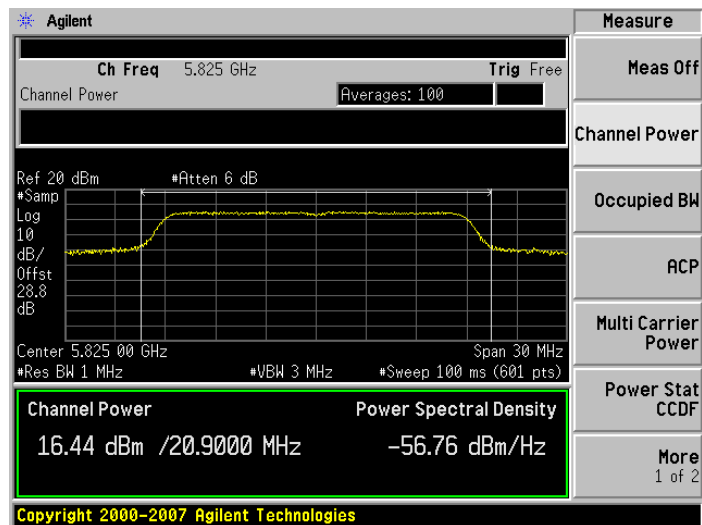 Agilent
Measure
Ch Freq 5.825 GHz Trig Free
Channel Power Averages: 100
Meas Off
Channel Power
Occupied BW
ACP
Multi Carrier
Power
Power Stat
CCDF
More
1 of 2
Ref 20 dBm #Atten 6 dB
#Samp
Log
10
dB/
Offst
28.8
dB
Center 5.825 00 GHz Span 30 MHz
#Res BW 1 MHz #VBW 3 MHz #Sweep 100 ms (601 pts)
Channel Power Power Spectral Density
16.44 dBm /20.9000 MHz -56.76 dBm/Hz
Copyright 2000-2007 Agilent Technologies